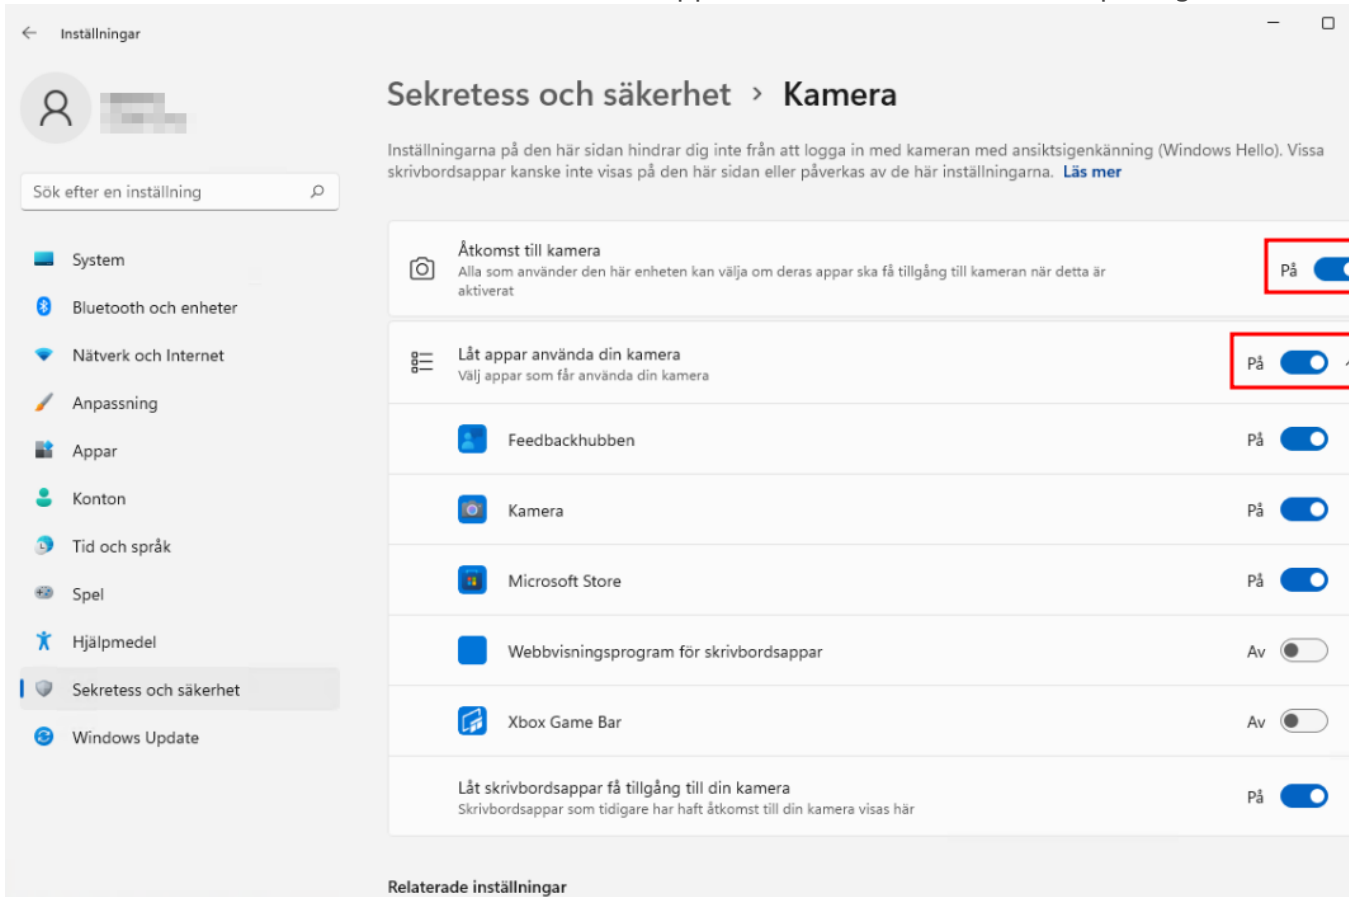 Inställningar
Sök efter en inställning
System
Bluetooth och enheter
Nätverk och Internet
Anpassning
Appar
Konton
Tid och språk
Spel
Hjälpmedel
Sekretess och säkerhet
Windows Update
Sekretess och säkerhet > Kamera
Inställningarna på den här sidan hindrar dig inte från att logga in med kameran med ansiktsigenkänning (Windows Hello). Vissa
skrivbordsappar kanske inte visas på den här sidan eller påverkas av de här inställningarna. Läs mer
Åtkomst till kamera
Alla som använder den här enheten kan välja om deras appar ska få tillgång till kameran när detta är
aktiverat
På
Låt appar använda din kamera
Välj appar som får använda din kamera
På
Feedbackhubben
På
Kamera
På
Microsoft Store
På
Webbvisningsprogram för skrivbordsappar
Av
Xbox Game Bar
Av
Låt skrivbordsappar få tillgång till din kamera
Skrivbordsappar som tidigare har haft åtkomst till din kamera visas här
På
Relaterade inställningar